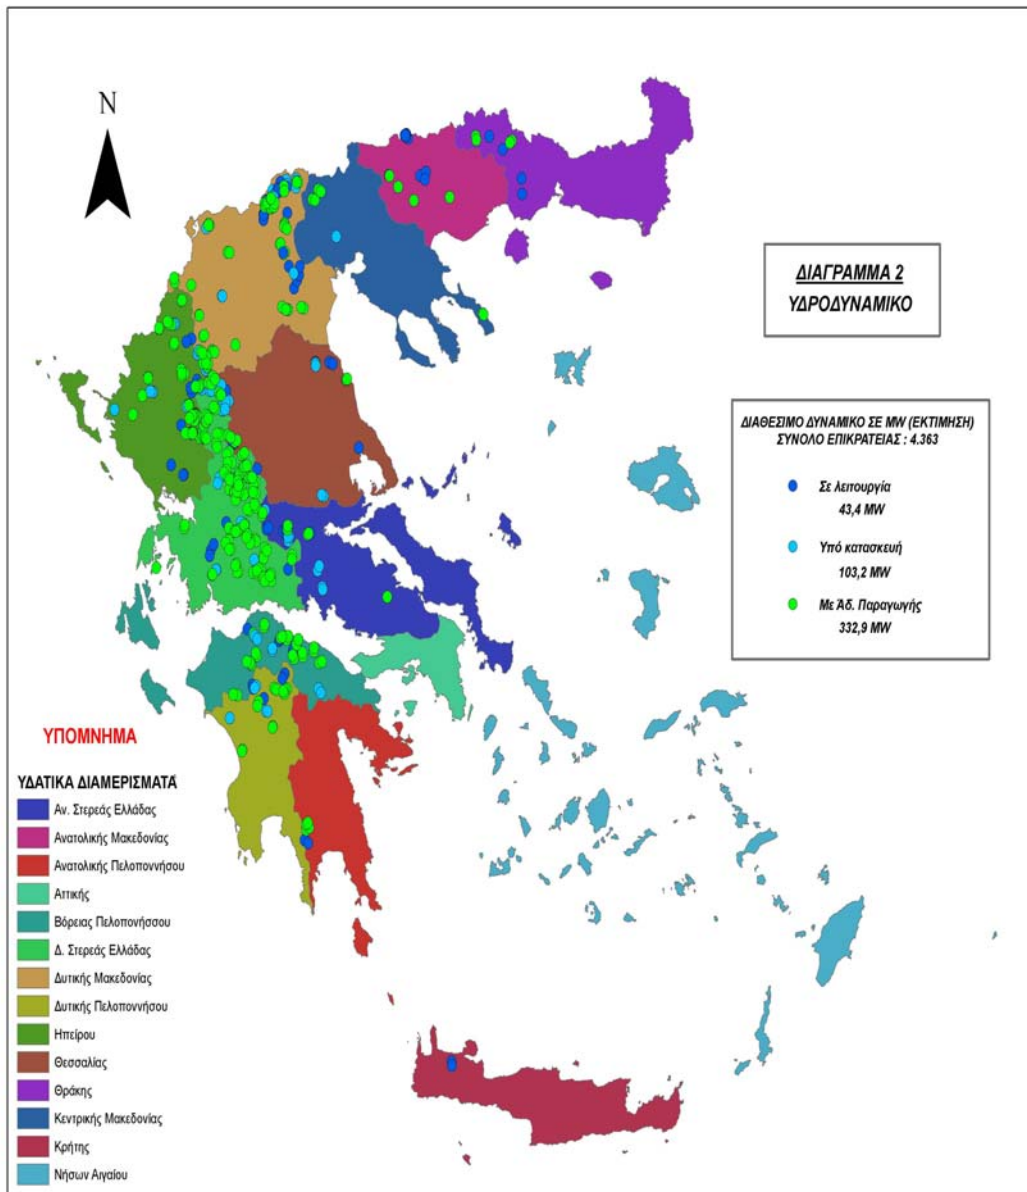 N
ΔΙΑΓΡΑΜΜΑ 2
ΥΔΡΟΔΥΝΑΜΙΚΟ
ΔΙΑΘΕΣΙΜΟ ΔΥΝΑΜΙΚΟ ΣΕ MW (ΕΚΤΙΜΗΣΗ)
ΣΥΝΟΛΟ ΕΠΙΚΡΑΤΕΙΑΣ : 4.363
Σε λειτουργία
43,4 MW
Υπό κατασκευή
103,2 MW
Με Άδ. Παραγωγής
332,9 MW
ΥΠΟΜΝΗΜΑ
ΥΔΑΤΙΚΑ ΔΙΑΜΕΡΙΣΜΑΤΑ
Αν. Στερεάς Ελλάδας
Ανατολικής Μακεδονίας
Ανατολικής Πελοποννήσου
Αττικής
Βόρειας Πελοπονήσσου
Δ. Στερεάς Ελλάδας
Δυτικής Μακεδονίας
Δυτικής Πελοποννήσου
Ηπείρου
Θεσσαλίας
Θράκης
Κεντρικής Μακεδονίας
Κρήτης
Νήσων Αιγαίου